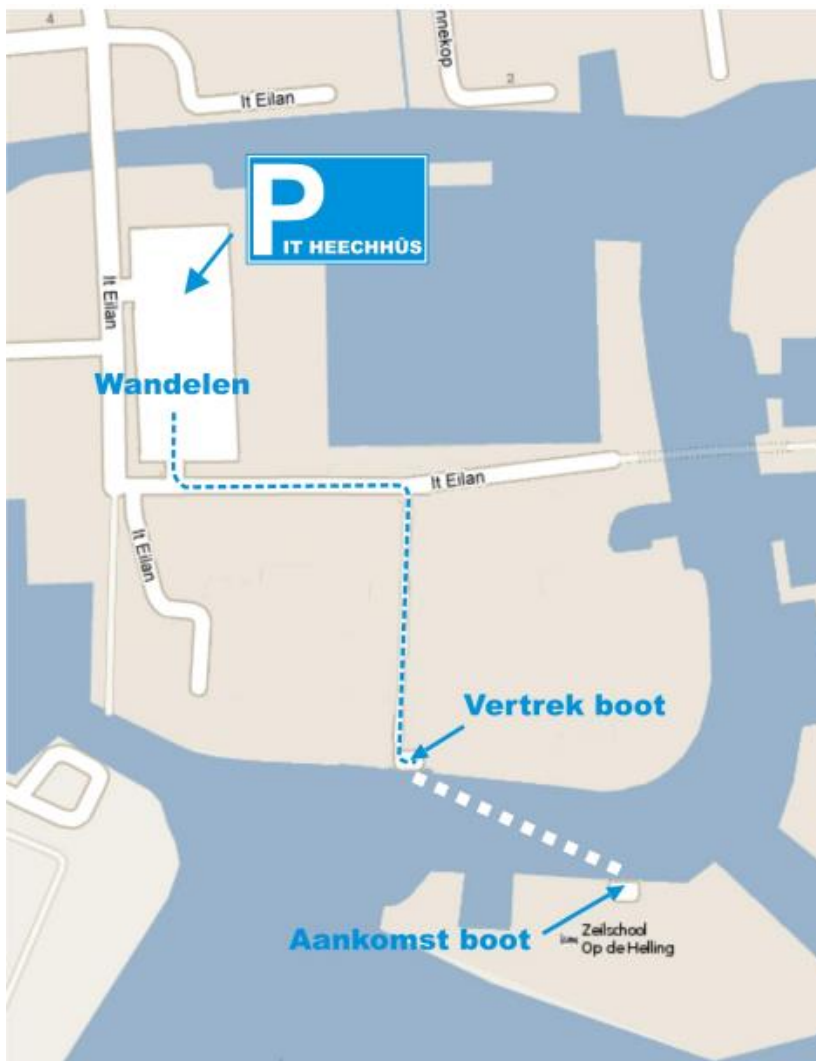 4
nnekop
2
It Eilan
P
IT HEECHHÛS
It Eilan
Wandelen
It Eilan
It Eilan
Vertrek boot
Aankomst boot
Zeilschool
Op de Helling